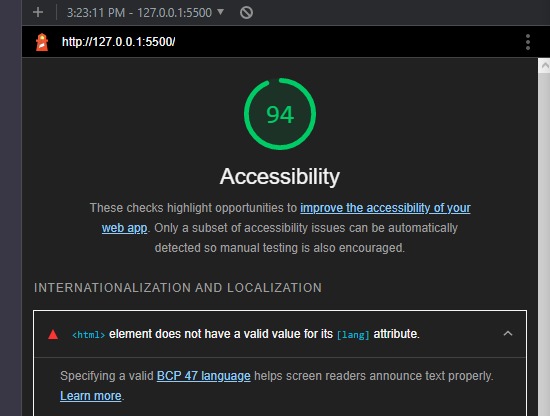 3:23:11 PM - 127.0.0.1:5500
http://127.0.0.1:5500/
94
Accessibility
These checks highlight opportunities to improve the accessibility of your
web app. Only a subset of accessibility issues can be automatically
detected so manual testing is also encouraged.
INTERNATIONALIZATION AND LOCALIZATION
<html> element does not have a valid value for its [lang] attribute.
Specifying a valid BCP 47 language helps screen readers announce text properly.
Learn more.